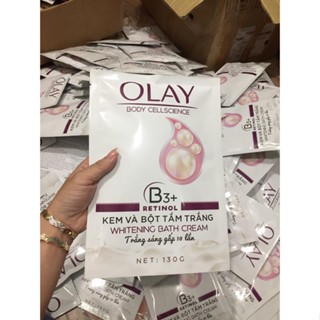 OLAY
BODY CELLSCIENCE
B3+
RETINOL
KEM VÀ BỘT TẮM TRẮNG
WHITENING BATH CREAM
Trắng sáng gấp 10 lần
NET: 130G